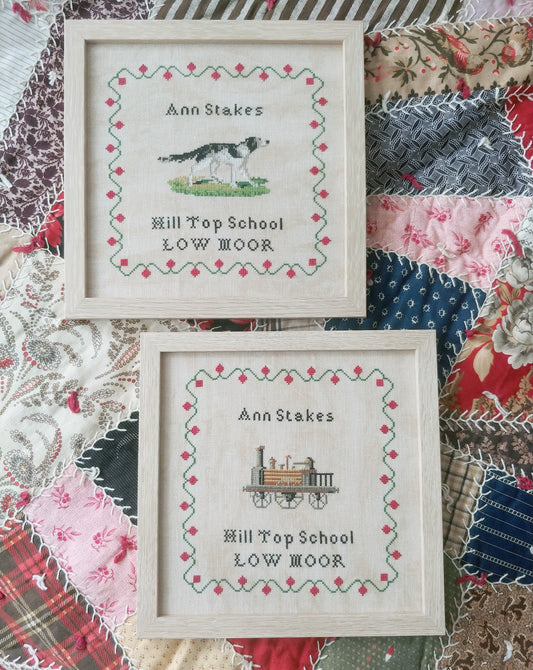 Ann Stakes
Hill Top School
LOW MOOR
Ann Stakes
Hill Top School
LOW MOOR